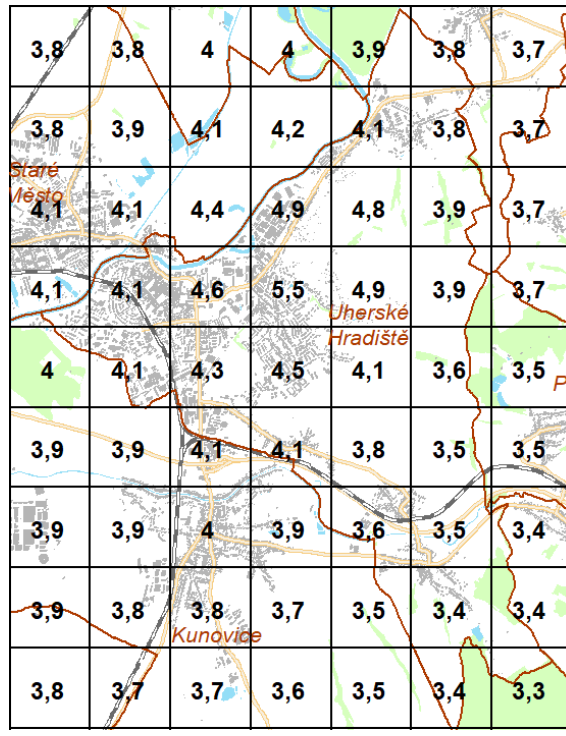 3,8 3,8 4 4 3,9 3,8 3,7
3,8 3,9 4,1 4,2 4,1 3,8 3,7
Staré
Město
4,1 4,1 4,4 4,9 4,8 3,9 3,7
4,1 4,1 4,6 5,5 4,9 3,9 3,7
Uherské
Hradiště
4 4,1 4,3 4,5 4,1 3,6 3,5
P
3,9 3,9 4,1 4,1 3,8 3,5 3,5
3,9 3,9 4 3,9 3,6 3,5 3,4
3,9 3,8 3,8 3,7 3,5 3,4 3,4
Kunovice
3,8 3,7 3,7 3,6 3,5 3,4 3,3